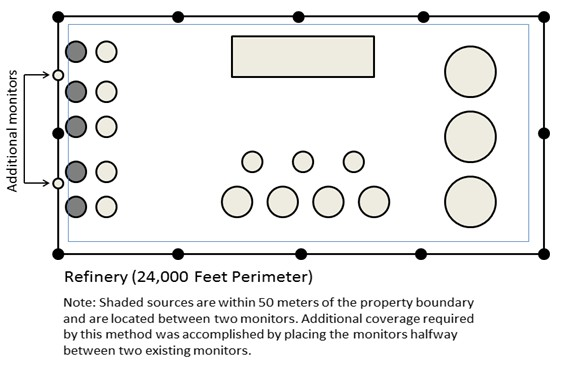 Additional monitors
Refinery (24,000 Feet Perimeter)
Note: Shaded sources are within 50 meters of the property boundary
and are located between two monitors. Additional coverage required
by this method was accomplished by placing the monitors halfway
between two existing monitors.